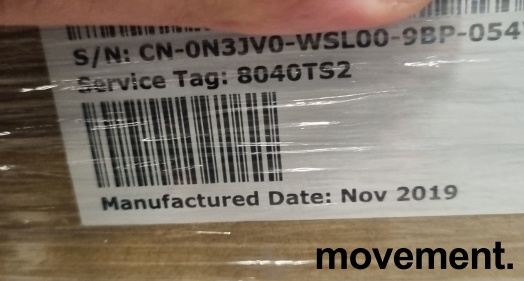 S/N: CN-0N3JV0-WSL00-9BP-054
Service Tag: 8040TS2
Manufactured Date: Nov 2019
movement.